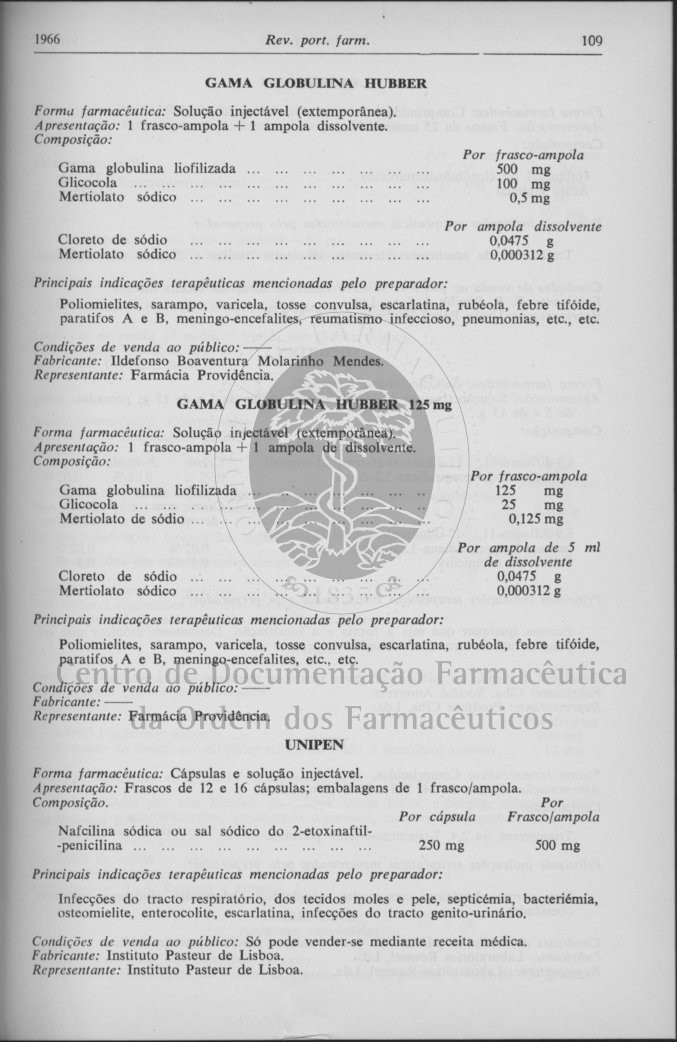 1966 Rev. port. farm. 109
GAMA GLOBULINA HUBBER
Forma farmacêutica: Solução injectável (extemporânea).
Apresentação: 1 frasco-ampola + 1 ampola dissolvente.
Composição:
Por frasco-ampola
Gama globulina liofilizada ... ... ... ... ... ... ... 500 mg
Glicocola ... ... ... ... ... ... ... ... ... ... ... 100 mg
Mertiolato sódico ... ... ... ... ... ... ... ... ... 0,5 mg
Por ampola dissolvente
Cloreto de sódio ... ... ... ... ... ... ... ... ... 0,0475 g
Mertiolato sódico ... ... ... ... ... ... ... ... ... 0,000312 g
Principais indicações terapêuticas mencionadas pelo preparador:
Poliomielites, sarampo, varicela, tosse convulsa, escarlatina, rubéola, febre tifóide,
paratifos A e B, meningo-encefalites, reumatismo infeccioso, pneumonias, etc., etc.
Condições de venda ao público: ——
Fabricante: Ildefonso Boaventura Molarinho Mendes.
Representante: Farmácia Providência.
GAMA GLOBULINA HUBBER 125 mg
Forma farmacêutica: Solução injectável (extemporânea).
Apresentação: 1 frasco-ampola + 1 ampola de dissolvente.
Composição:
Por frasco-ampola
Gama globulina liofilizada ... ... ... ... ... ... ... 125 mg
Glicocola ... ... ... ... ... ... ... ... ... ... ... 25 mg
Mertiolato de sódio ... ... ... ... ... ... ... ... ... 0,125 mg
Por ampola de 5 ml
de dissolvente
Cloreto de sódio ... ... ... ... ... ... ... ... ... 0,0475 g
Mertiolato sódico ... ... ... ... ... ... ... ... ... 0,000312 g
1835
Principais indicações terapêuticas mencionadas pelo preparador:
Poliomielites, sarampo, varicela, tosse convulsa, escarlatina, rubéola, febre tifóide,
paratifos A e B, meningo-encefalites, etc., etc.
Centro de Documentação Farmacêutica
Condições de venda ao público: ——
Fabricante: ——
Representante: Farmácia Providência.
da Ordem dos Farmacêuticos
UNIPEN
Forma farmacêutica: Cápsulas e solução injectável.
Apresentação: Frascos de 12 e 16 cápsulas; embalagens de 1 frasco/ampola.
Composição. Por
Por cápsula Frasco/ampola
Nafcilina sódica ou sal sódico do 2-etoxinaftil-
-penicilina ... ... ... ... ... ... ... ... ... 250 mg 500 mg
Principais indicações terapêuticas mencionadas pelo preparador:
Infecções do tracto respiratório, dos tecidos moles e pele, septicémia, bacteriémia,
osteomielite, enterocolite, escarlatina, infecções do tracto genito-urinário.
Condições de venda ao público: Só pode vender-se mediante receita médica.
Fabricante: Instituto Pasteur de Lisboa.
Representante: Instituto Pasteur de Lisboa.